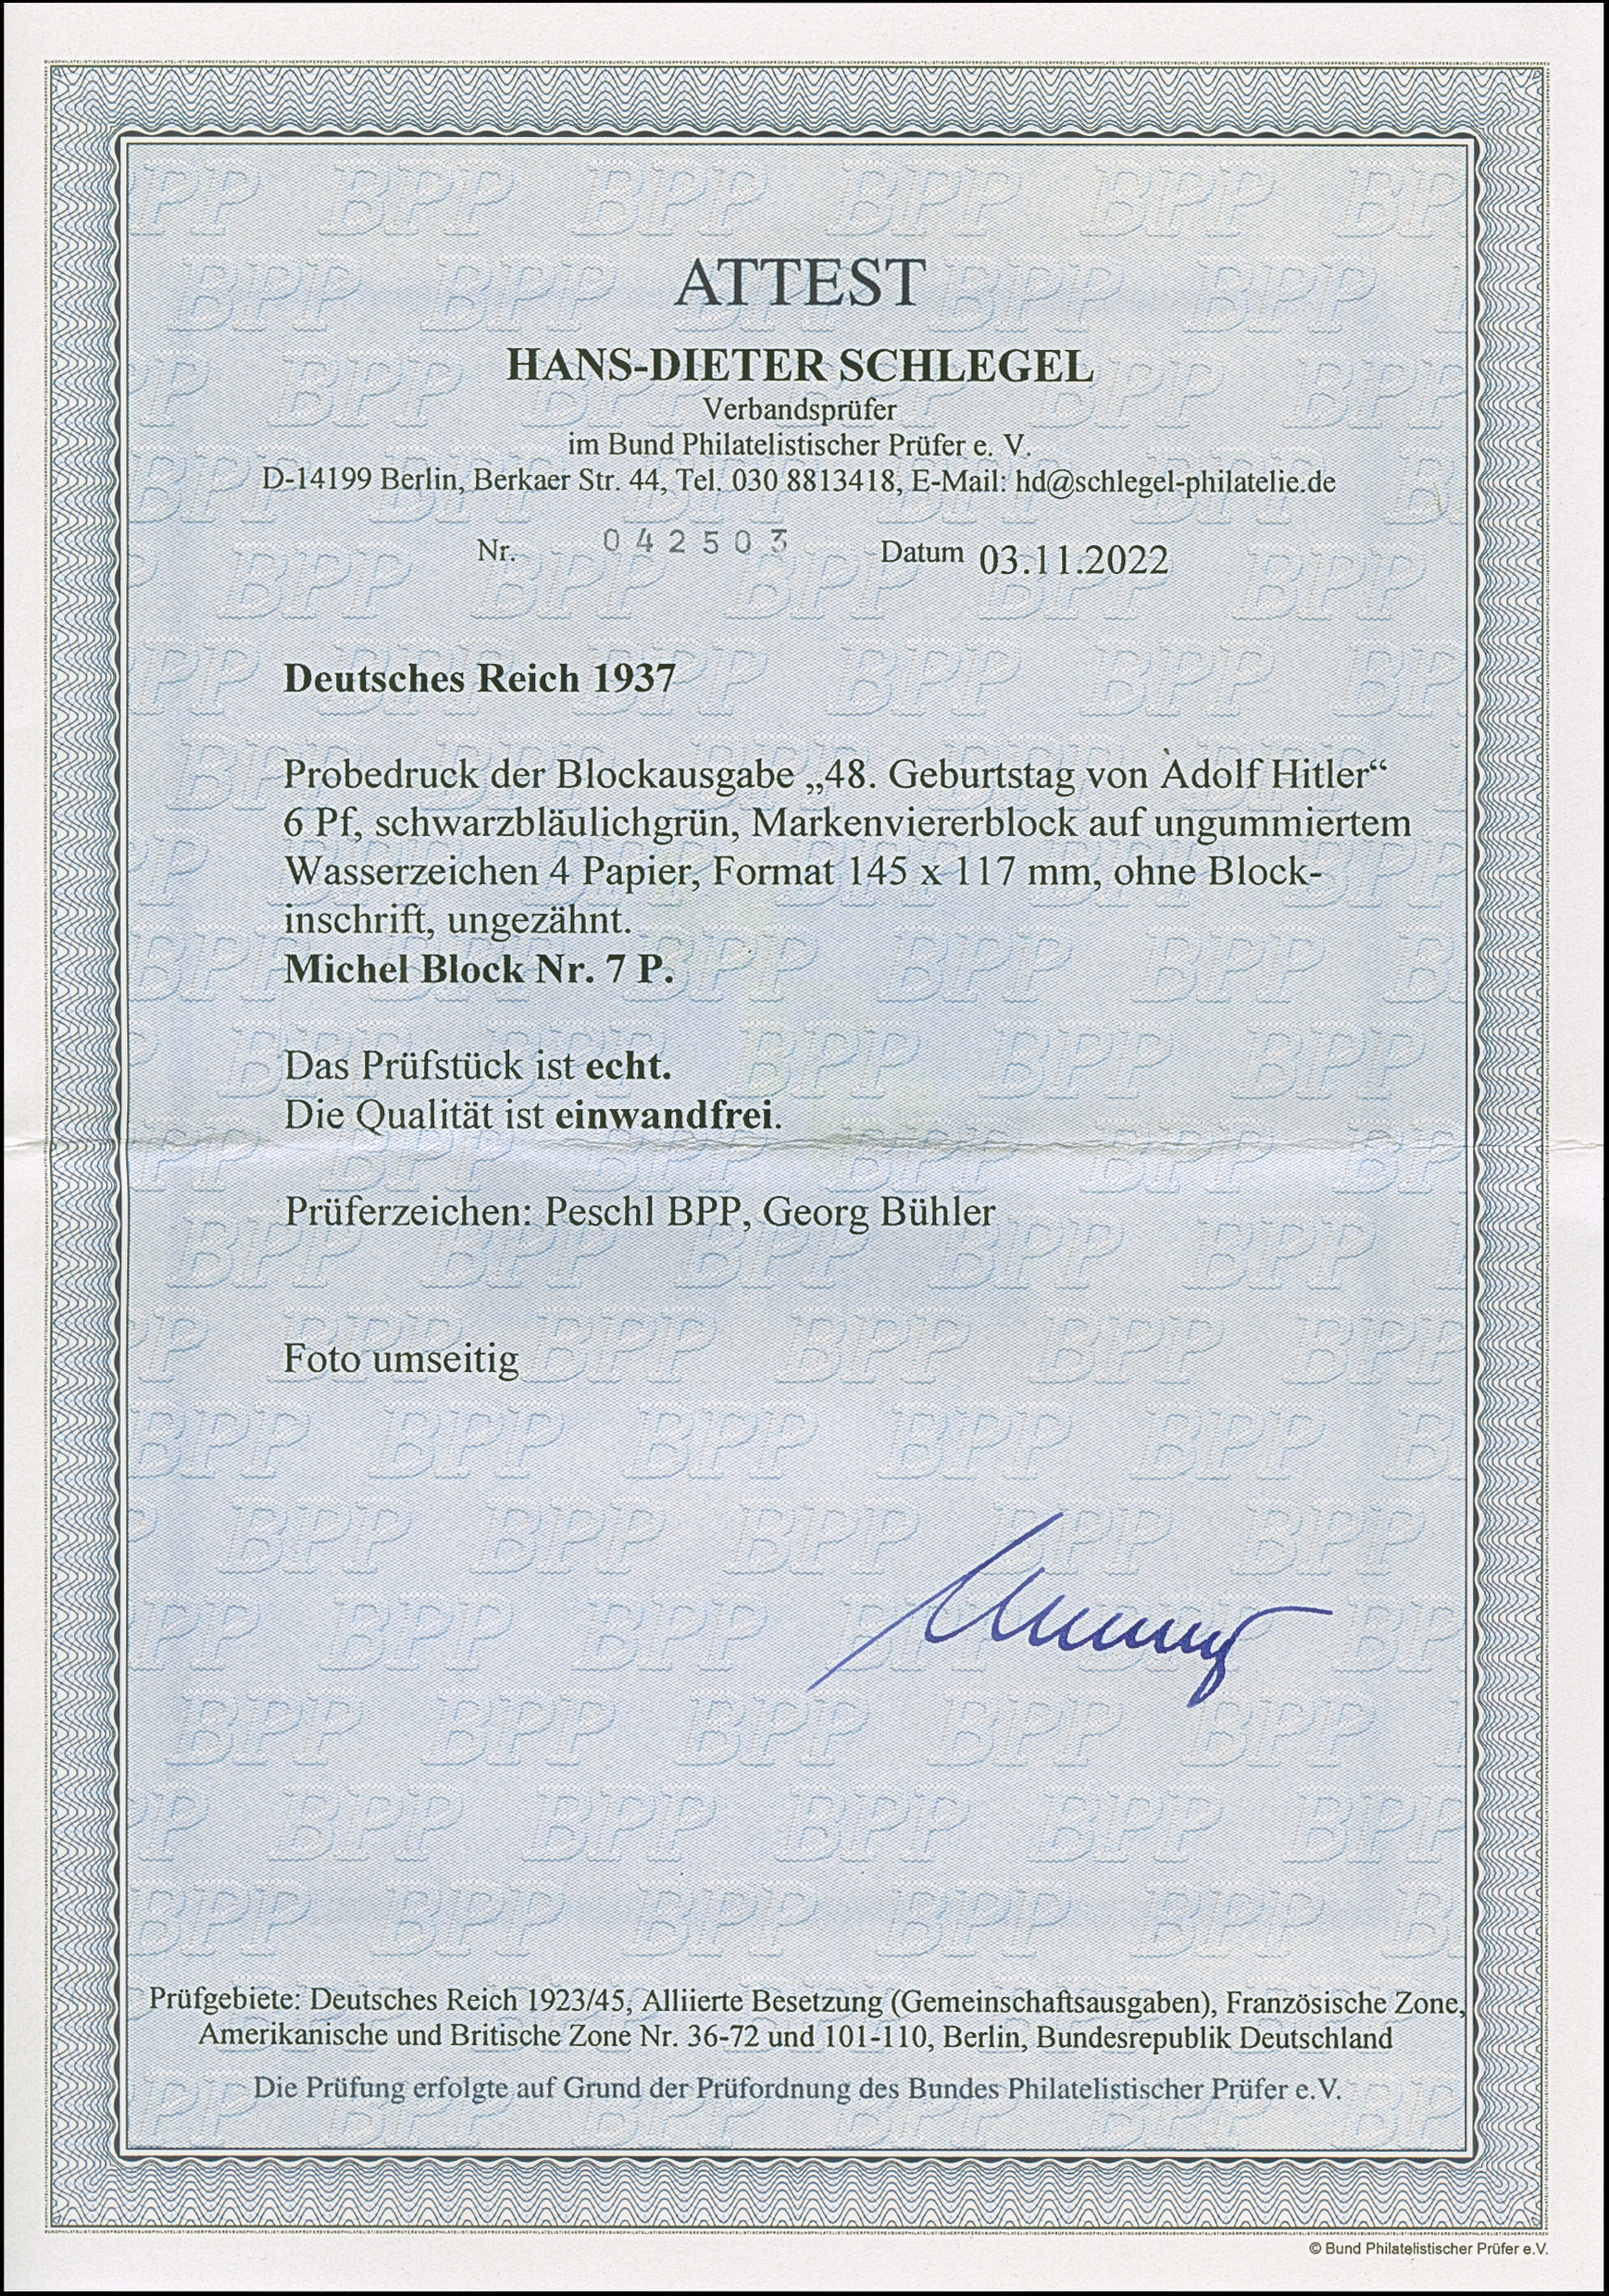 ATTEST
HANS-DIETER SCHLEGEL
Verbandsprüfer
im Bund Philatelistischer Prüfer e. V.
D-14199 Berlin, Berkaer Str. 44, Tel. 030 8813418, E-Mail: hd@schlegel-philatelie.de
Nr. 042503 Datum 03.11.2022
Deutsches Reich 1937
Probedruck der Blockausgabe „48. Geburtstag von Adolf Hitler“
6 Pf, schwarzbläulichgrün, Markenviererblock auf ungummiertem
Wasserzeichen 4 Papier, Format 145 x 117 mm, ohne Block-
inschrift, ungezähnt.
Michel Block Nr. 7 P.
Das Prüfstück ist echt.
Die Qualität ist einwandfrei.
Prüferzeichen: Peschl BPP, Georg Bühler
Foto umseitig
Prüfgebiete: Deutsches Reich 1923/45, Alliierte Besetzung (Gemeinschaftsausgaben), Französische Zone,
Amerikanische und Britische Zone Nr. 36-72 und 101-110, Berlin, Bundesrepublik Deutschland
Die Prüfung erfolgte auf Grund der Prüfordnung des Bundes Philatelistischer Prüfer e.V.
© Bund Philatelistischer Prüfer e.V.